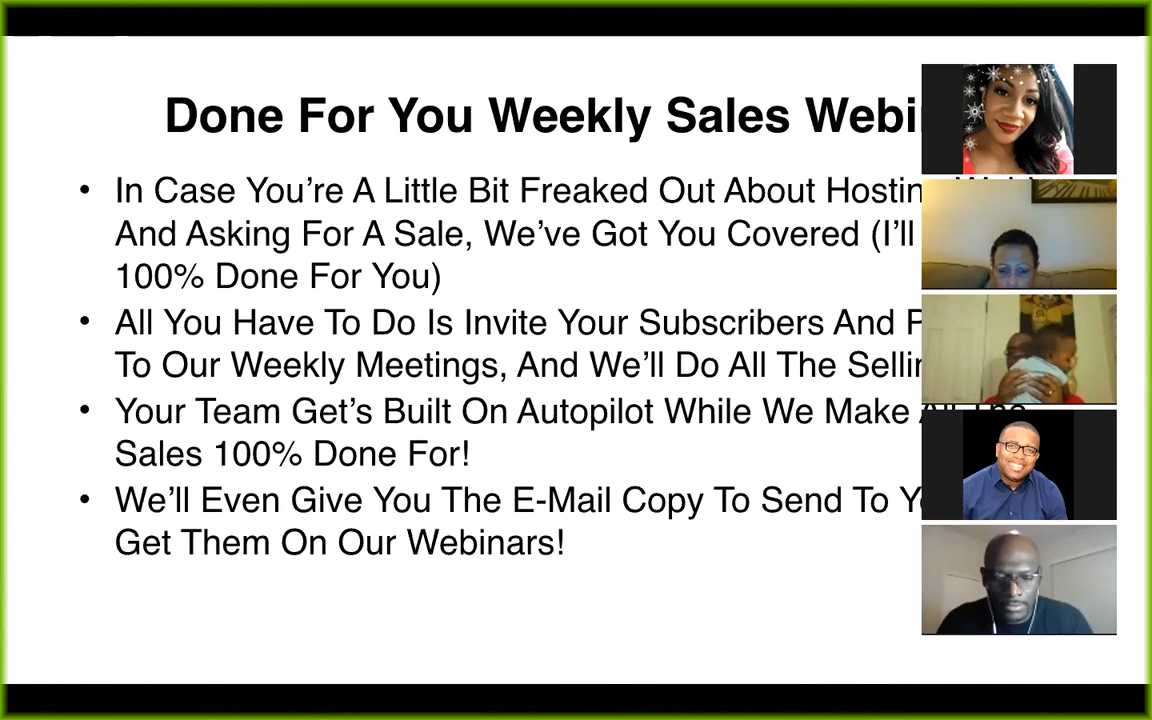 Done For You Weekly Sales
In Case You're A Little Bit Freaked Out About
And Asking For A Sale, We've Got You Covered (I'll
100% Done For You)
All You Have To Do Is Invite Your Subscribers And
To Our Weekly Meetings, And We'll Do All The
Your Team Get's Built On Autopilot While We Make All The
Sales 100% Done For!
We'll Even Give You The E-Mail Copy To Send To
Get Them On Our Webinars!